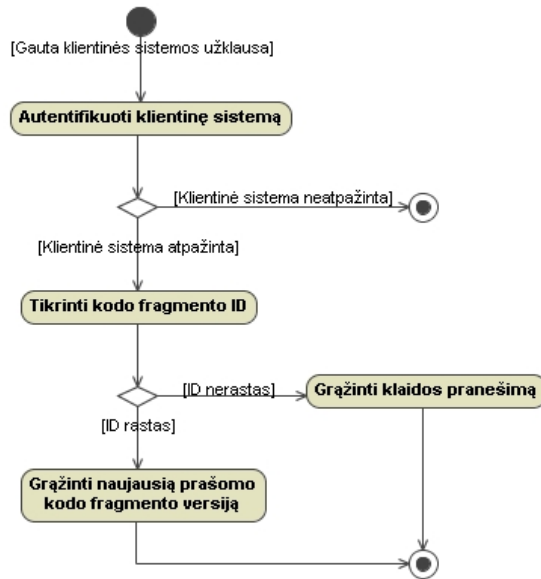 [Gauta klientinės sistemos užklausa]
Autentifikuoti klientinę sistemą
[Klientinė sistema neatpažinta]
[Klientinė sistema atpažinta]
Tikrinti kodo fragmento ID
[ID nerastas]
Grąžinti klaidos pranešimą
[ID rastas]
Grąžinti naujausią prašomo
kodo fragmento versiją